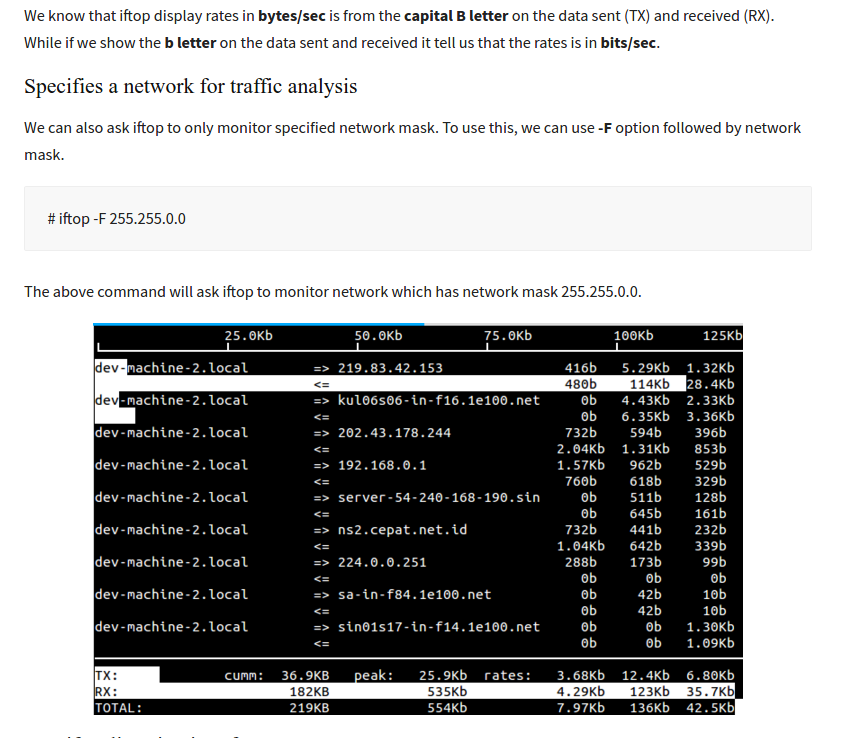 We know that iftop display rates in bytes/sec is from the capital B letter on the data sent (TX) and received (RX).
While if we show the b letter on the data sent and received it tell us that the rates is in bits/sec.
Specifies a network for traffic analysis
We can also ask iftop to only monitor specified network mask. To use this, we can use -F option followed by network
mask.
# iftop -F 255.255.0.0
The above command will ask iftop to monitor network which has network mask 255.255.0.0.
25.0Kb 50.0Kb 75.0Kb 100Kb 125Kb
dev-machine-2.local => 219.83.42.153 416b 5.29Kb 1.32Kb
<= 480b 114Kb 28.4Kb
dev-machine-2.local => kul06s06-in-f16.1e100.net 0b 4.43Kb 2.33Kb
<= 0b 6.35Kb 3.36Kb
dev-machine-2.local => 202.43.178.244 732b 594b 396b
<= 2.04Kb 1.31Kb 853b
dev-machine-2.local => 192.168.0.1 1.57Kb 962b 529b
<= 760b 618b 329b
dev-machine-2.local => server-54-240-168-190.sin 0b 511b 128b
<= 0b 645b 161b
dev-machine-2.local => ns2.cepat.net.id 732b 441b 232b
<= 1.04Kb 642b 339b
dev-machine-2.local => 224.0.0.251 288b 173b 99b
<= 0b 0b 0b
dev-machine-2.local => sa-in-f84.1e100.net 0b 42b 10b
<= 0b 42b 10b
dev-machine-2.local => sin01s17-in-f14.1e100.net 0b 0b 1.30Kb
<= 0b 0b 1.09Kb
TX: cumm: 36.9KB peak: 25.9Kb rates: 3.68Kb 12.4Kb 6.80Kb
RX: 182KB 535Kb 4.29Kb 123Kb 35.7Kb
TOTAL: 219KB 554Kb 7.97Kb 136Kb 42.5Kb